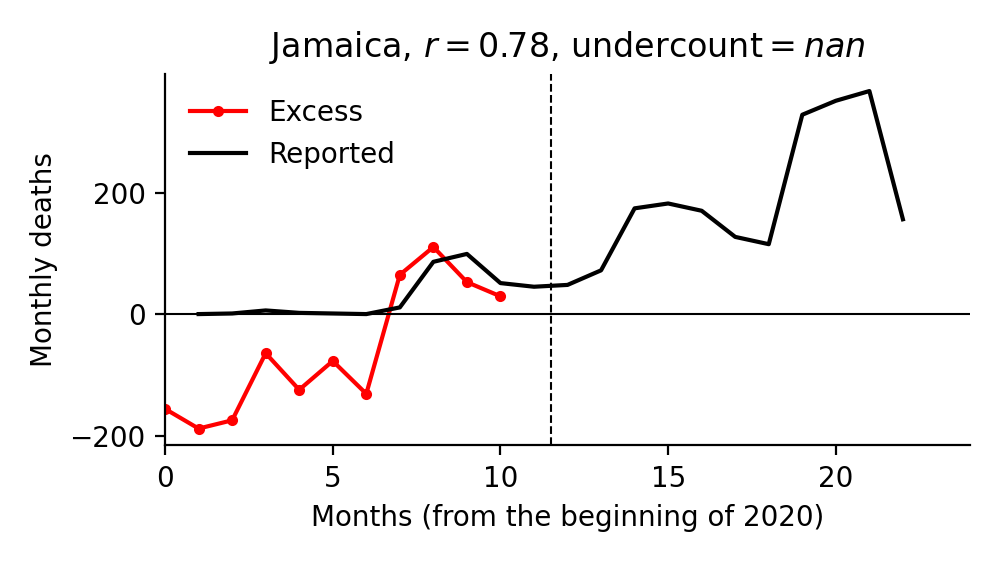 Jamaica, r = 0.78, undercount = nan
Excess
Reported
Monthly deaths
200
0
−200
0 5 10 15 20
Months (from the beginning of 2020)